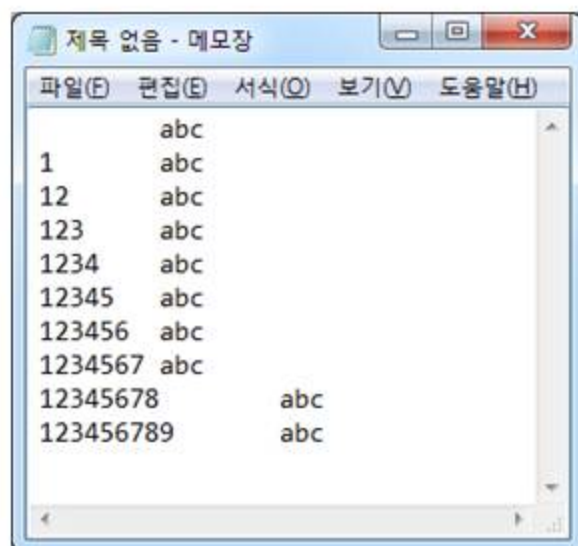 제목 없음 - 메모장
파일(F) 편집(E) 서식(O) 보기(V) 도움말(H)
	abc
1	abc
12	abc
123	abc
1234	abc
12345	abc
123456	abc
1234567	abc
12345678	abc
123456789	abc